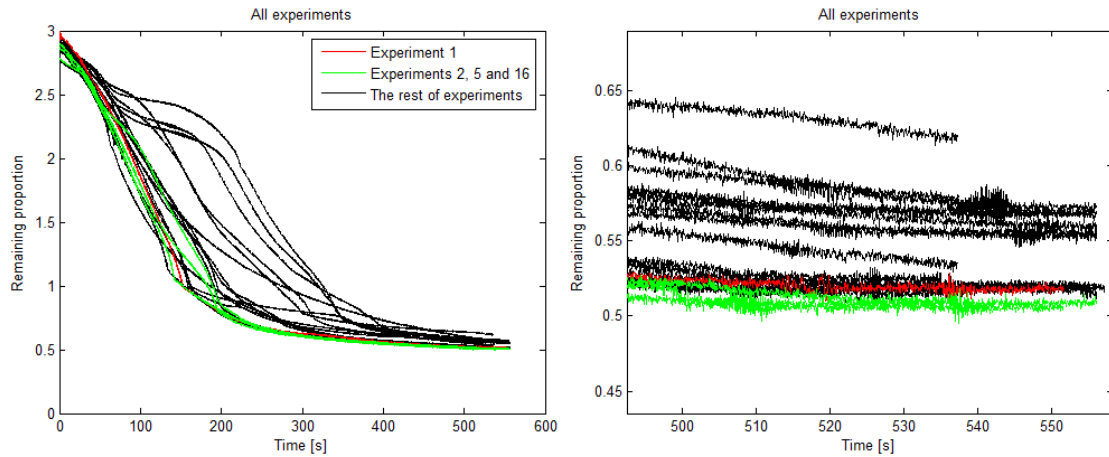 All experiments
3
2.5
2
1.5
1
0.5
0
Remaining proportion
Experiment 1
Experiments 2, 5 and 16
The rest of experiments
0 100 200 300 400 500 600
Time [s]
All experiments
0.65
0.6
0.55
0.5
0.45
Remaining proportion
500 510 520 530 540 550
Time [s]